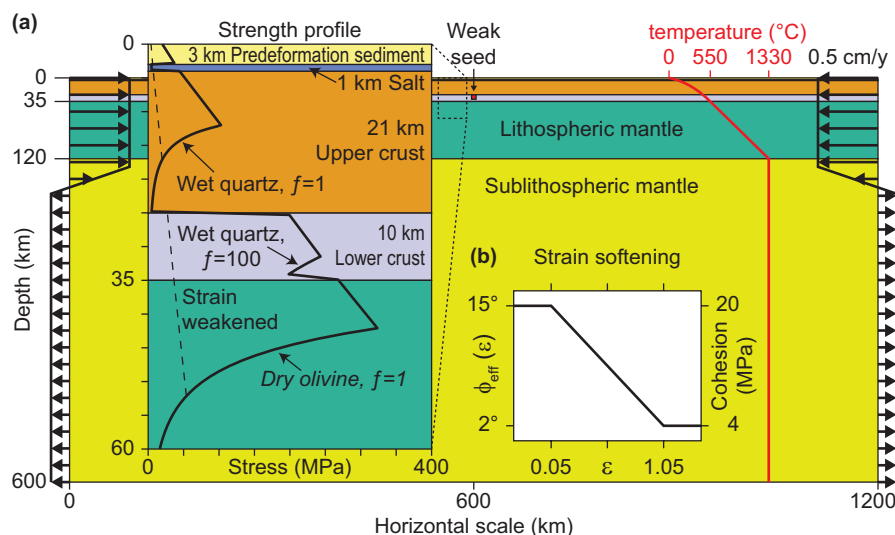 (a)
Strength profile
0
3 km Predeformation sediment
1 km Salt
21 km
Upper crust
Wet quartz, f=1
Wet quartz,
f=100
10 km
Lower crust
35
Strain
weakened
Dry olivine, f=1
60
0
Stress (MPa)
400
Weak
seed
temperature (°C)
0 550 1330
0.5 cm/y
0
35
120
600
Depth (km)
Lithospheric mantle
Sublithospheric mantle
(b) Strain softening
15°
2°
ϕeff (ε)
20
4
Cohesion
(MPa)
0.05 ε 1.05
0 600 1200
Horizontal scale (km)